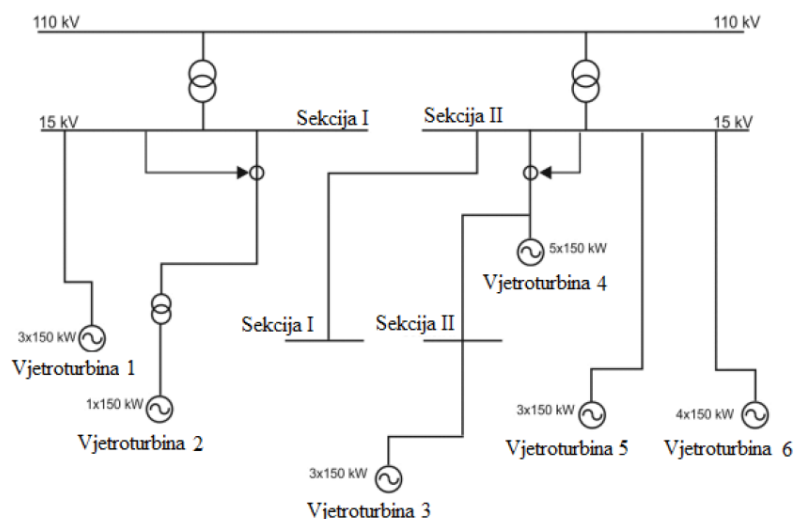 110 kV
110 kV
15 kV
Sekcija I
Sekcija II
15 kV
5x150 kW
Vjetroturbina 4
Sekcija I
Sekcija II
3x150 kW
Vjetroturbina 1
1x150 kW
Vjetroturbina 2
3x150 kW
Vjetroturbina 5
4x150 kW
Vjetroturbina 6
3x150 kW
Vjetroturbina 3